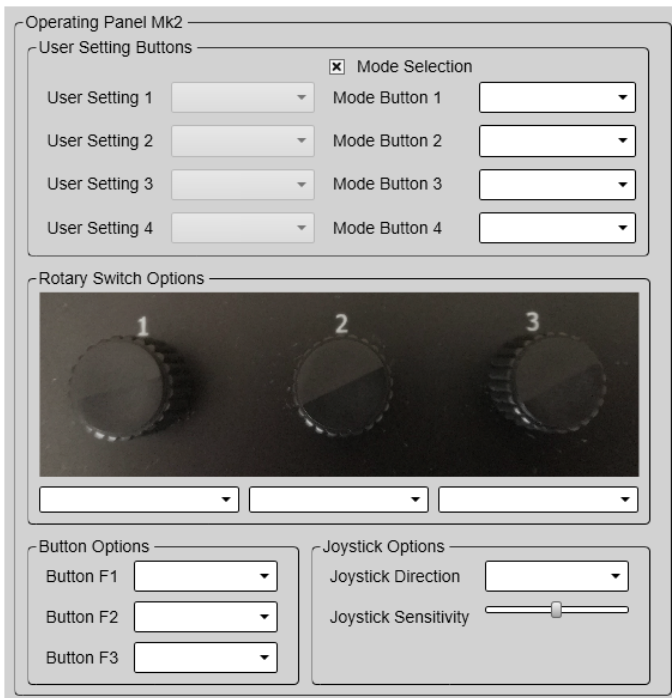 Operating Panel Mk2
User Setting Buttons
Mode Selection
User Setting 1 Mode Button 1
User Setting 2 Mode Button 2
User Setting 3 Mode Button 3
User Setting 4 Mode Button 4
Rotary Switch Options
1 2 3
Button Options
Button F1
Button F2
Button F3
Joystick Options
Joystick Direction
Joystick Sensitivity